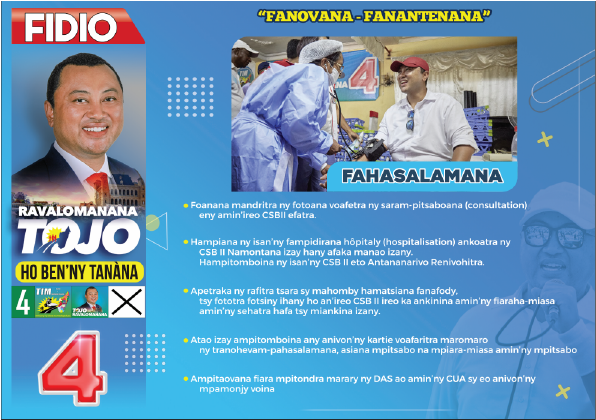 FIDIO
RAVALOMANANA
TOJO
HO BEN'NY TANÀNA
4
TIM
TOJO
RAVALOMANANA
4
“FANOVANA - FANANTENANA”
4
FAHASALAMANA
Foanana mandritra ny fotoana voafetra ny saram-pitsaboana (consultation)
eny amin'ireo CSBII efatra.
Hampiana ny isan'ny fampidirana hôpitaly (hospitalisation) ankoatra ny
CSB II Namontana izay hany afaka manao izany.
Hampitomboina ny isan'ny CSB II eto Antananarivo Renivohitra.
Apetraka ny rafitra tsara sy mahomby hamatsiana fanafody,
tsy fototra fotsiny ihany ho an'ireo CSB II ireo ka ankinina amin'ny fiaraha-miasa
amin'ny sehatra hafa tsy miankina izany.
Atao izay ampitomboina any anivon'ny kartie voafaritra maromaro
ny tranohevam-pahasalamana, asiana mpitsabo na mpiara-miasa amin'ny mpitsabo
Ampitaovana fiara mpitondra marary ny DAS ao amin'ny CUA sy eo anivon'ny
mpamonjy voina